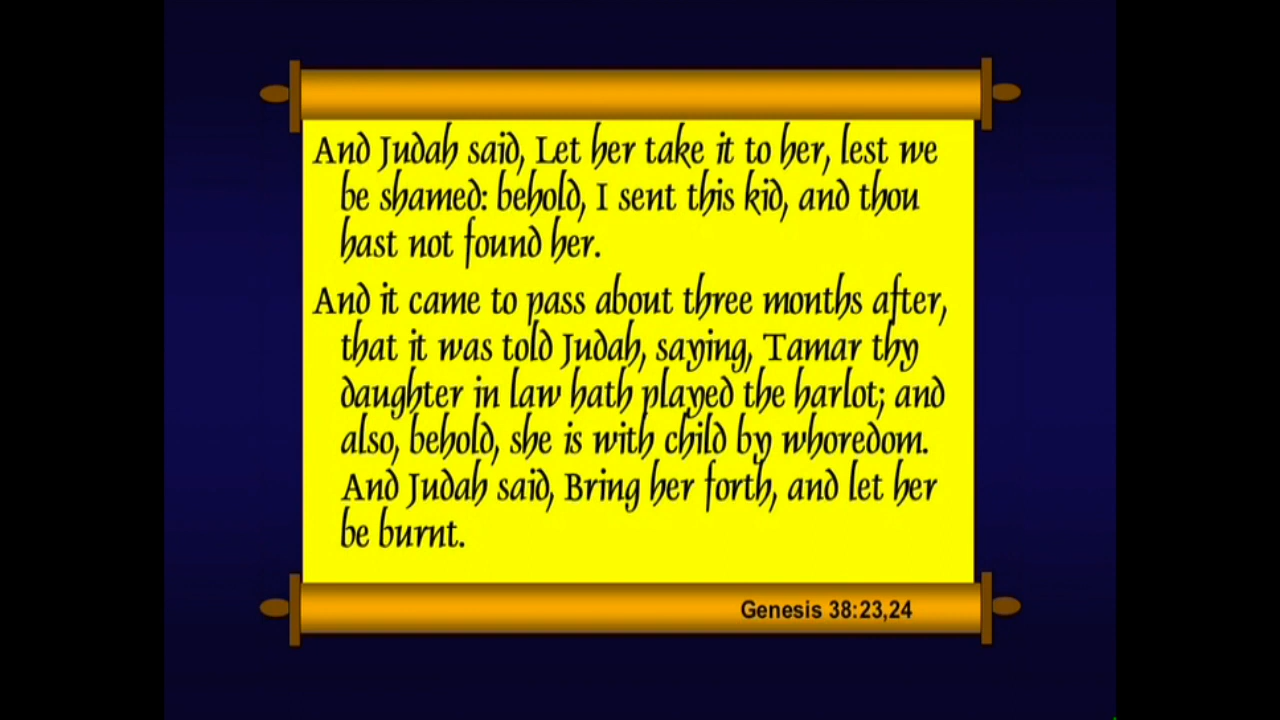 And Judah said, Let her take it to her, lest we
be shamed: behold, I sent this kid, and thou
hast not found her.
And it came to pass about three months after,
that it was told Judah, saying, Tamar thy
daughter in law hath played the harlot; and
also, behold, she is with child by whoredom.
And Judah said, Bring her forth, and let her
be burnt.
Genesis 38:23,24